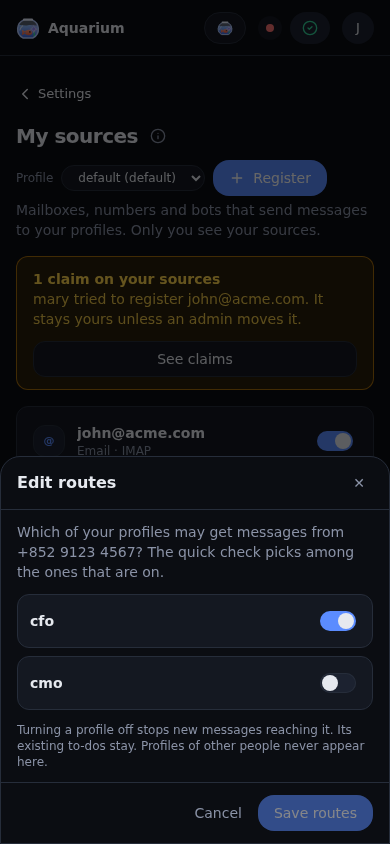 Aquarium
J
Settings
My sources
Profile default (default) Register
Mailboxes, numbers and bots that send messages
to your profiles. Only you see your sources.
1 claim on your sources
mary tried to register john@acme.com. It
stays yours unless an admin moves it.
See claims
@ john@acme.com
Email · IMAP
Edit routes
Which of your profiles may get messages from
+852 9123 4567? The quick check picks among
the ones that are on.
cfo
cmo
Turning a profile off stops new messages reaching it. Its
existing to-dos stay. Profiles of other people never appear
here.
Cancel Save routes